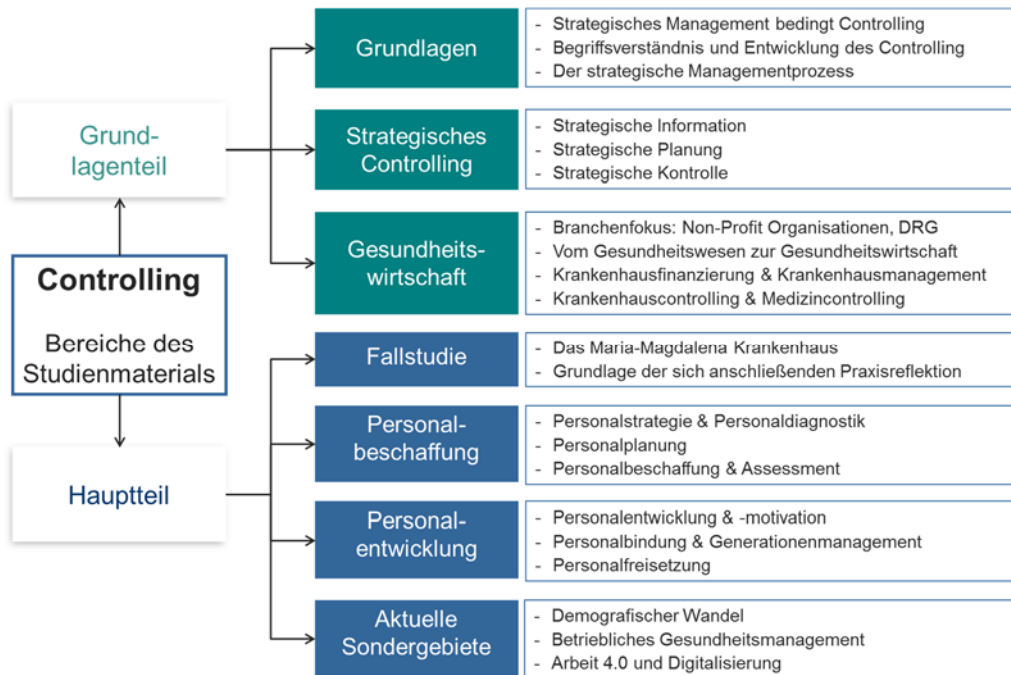 Controlling
Bereiche des
Studienmaterials
Grund-
lagenteil
Grundlagen
- Strategisches Management bedingt Controlling
- Begriffsverständnis und Entwicklung des Controlling
- Der strategische Managementprozess
Strategisches
Controlling
- Strategische Information
- Strategische Planung
- Strategische Kontrolle
Gesundheits-
wirtschaft
- Branchenfokus: Non-Profit Organisationen, DRG
- Vom Gesundheitswesen zur Gesundheitswirtschaft
- Krankenhausfinanzierung & Krankenhausmanagement
- Krankenhauscontrolling & Medizincontrolling
Hauptteil
Fallstudie
- Das Maria-Magdalena Krankenhaus
- Grundlage der sich anschließenden Praxisreflektion
Personal-
beschaffung
- Personalstrategie & Personaldiagnostik
- Personalplanung
- Personalbeschaffung & Assessment
Personal-
entwicklung
- Personalentwicklung & -motivation
- Personalbindung & Generationenmanagement
- Personalfreisetzung
Aktuelle
Sondergebiete
- Demografischer Wandel
- Betriebliches Gesundheitsmanagement
- Arbeit 4.0 und Digitalisierung